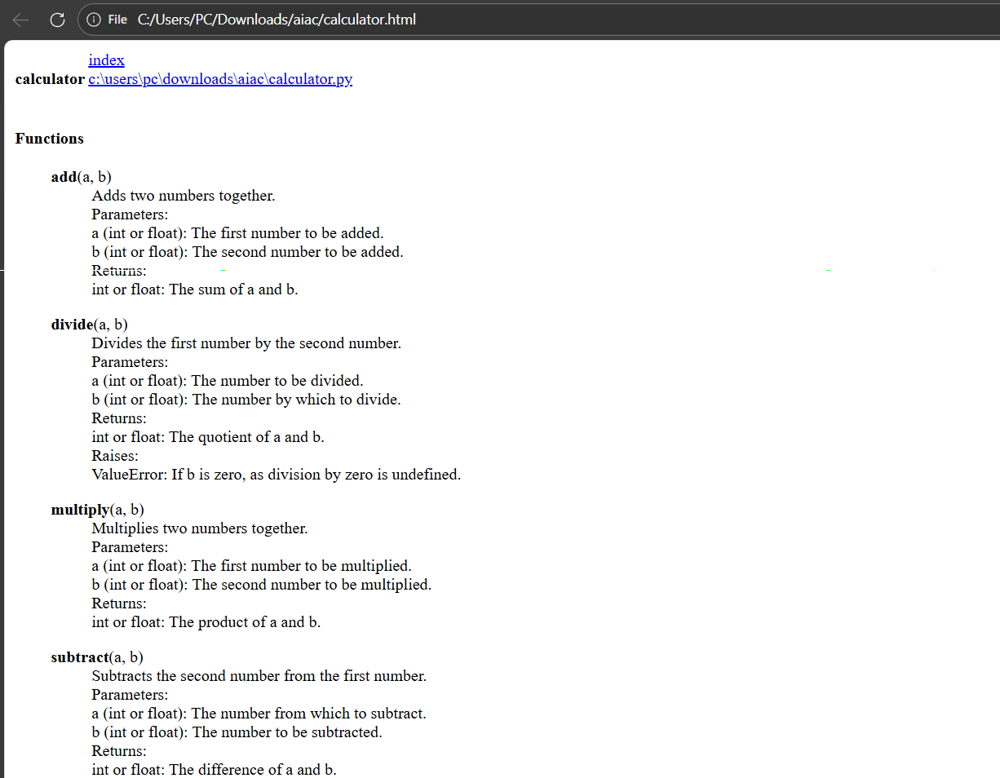 File C:/Users/PC/Downloads/aiac/calculator.html
index
calculator c:\users\pc\downloads\aiac\calculator.py
Functions
add(a, b)
Adds two numbers together.
Parameters:
a (int or float): The first number to be added.
b (int or float): The second number to be added.
Returns:
int or float: The sum of a and b.
divide(a, b)
Divides the first number by the second number.
Parameters:
a (int or float): The number to be divided.
b (int or float): The number by which to divide.
Returns:
int or float: The quotient of a and b.
Raises:
ValueError: If b is zero, as division by zero is undefined.
multiply(a, b)
Multiplies two numbers together.
Parameters:
a (int or float): The first number to be multiplied.
b (int or float): The second number to be multiplied.
Returns:
int or float: The product of a and b.
subtract(a, b)
Subtracts the second number from the first number.
Parameters:
a (int or float): The number from which to subtract.
b (int or float): The number to be subtracted.
Returns:
int or float: The difference of a and b.